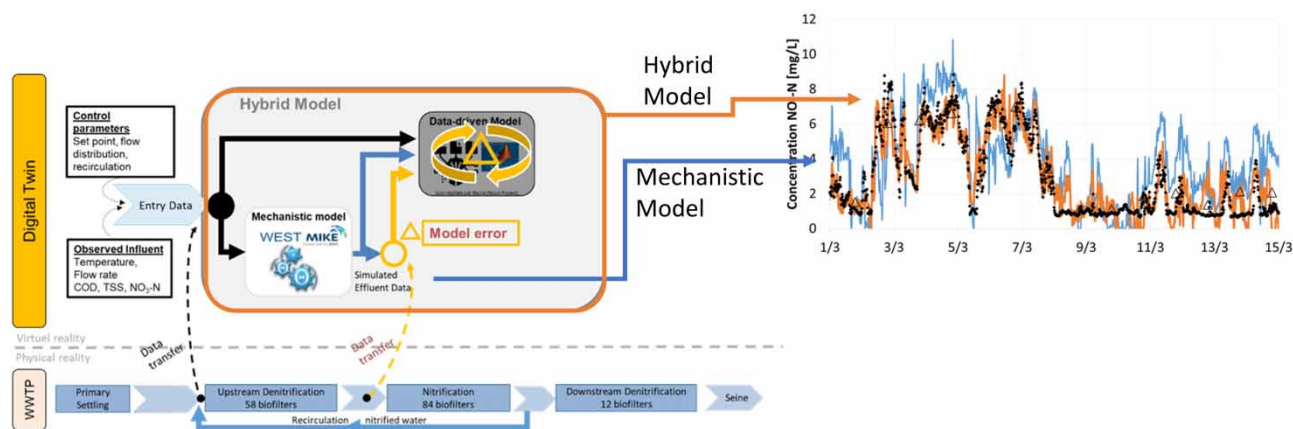 Digital Twin
Control
parameters
Set point, flow
distribution,
recirculation
Entry Data
Observed Influent
Temperature,
Flow rate
COD, TSS, NO3-N
Hybrid Model
Data-driven Model
Mechanistic model
WEST MIKE
Model error
Simulated
Effluent Data
Hybrid
Model
Mechanistic
Model
Concentration NO
-N [mg/L]
12
10
8
6
4
2
0
1/3 3/3 5/3 7/3 9/3 11/3 13/3 15/3
Virtuel reality
Physical reality
Data
transfer
Data
transfer
WWTP
Primary
Settling
Upstream Denitrification
58 biofilters
Nitrification
84 biofilters
Downstream Denitrification
12 biofilters
Seine
Recirculation nitrified water